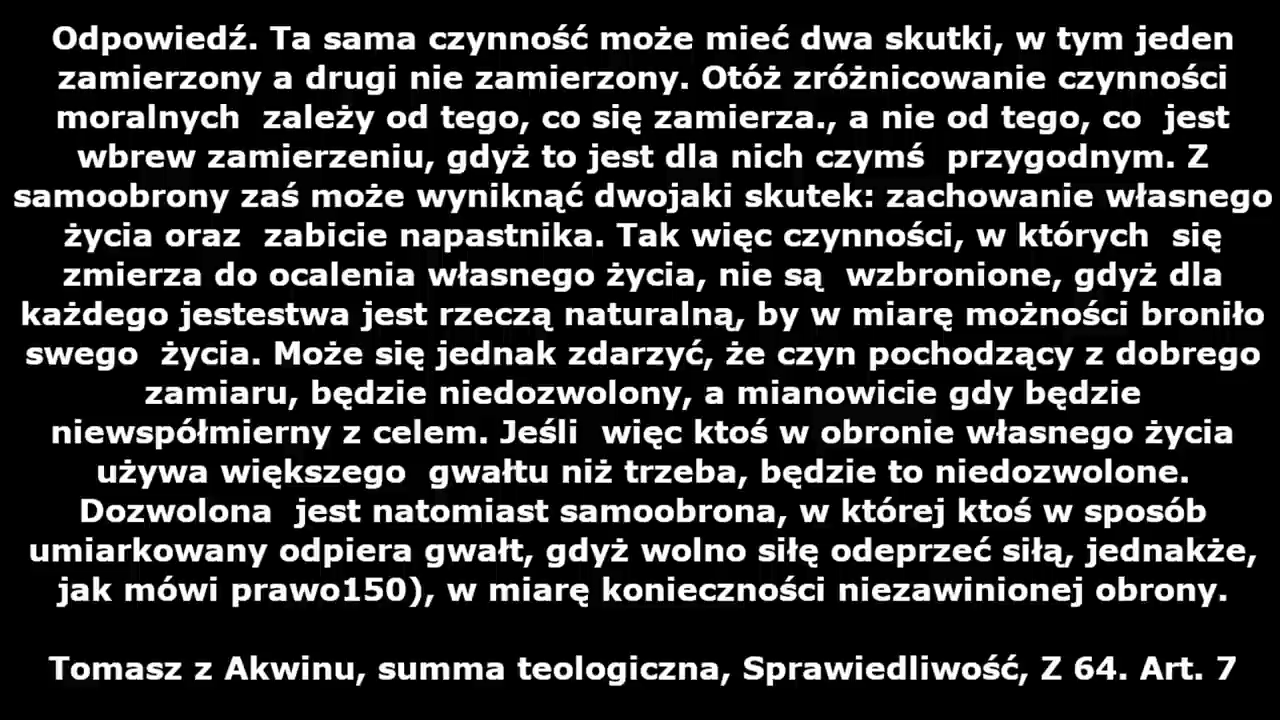 Odpowiedź. Ta sama czynność może mieć dwa skutki, w tym jeden
zamierzony a drugi nie zamierzony. Otóż zróżnicowanie czynności
moralnych zależy od tego, co się zamierza., a nie od tego, co jest
wbrew zamierzeniu, gdyż to jest dla nich czymś przygodnym. Z
samoobrony zaś może wyniknąć dwojaki skutek: zachowanie własnego
życia oraz zabicie napastnika. Tak więc czynności, w których się
zmierza do ocalenia własnego życia, nie są wzbronione, gdyż dla
każdego jestestwa jest rzeczą naturalną, by w miarę możności broniło
swego życia. Może się jednak zdarzyć, że czyn pochodzący z dobrego
zamiaru, będzie niedozwolony, a mianowicie gdy będzie
niewspółmierny z celem. Jeśli więc ktoś w obronie własnego życia
używa większego gwałtu niż trzeba, będzie to niedozwolone.
Dozwolona jest natomiast samoobrona, w której ktoś w sposób
umiarkowany odpiera gwałt, gdyż wolno siłę odeprzeć siłą, jednakże,
jak mówi prawo150), w miarę konieczności niezawinionej obrony.
Tomasz z Akwinu, summa teologiczna, Sprawiedliwość, Z 64. Art. 7